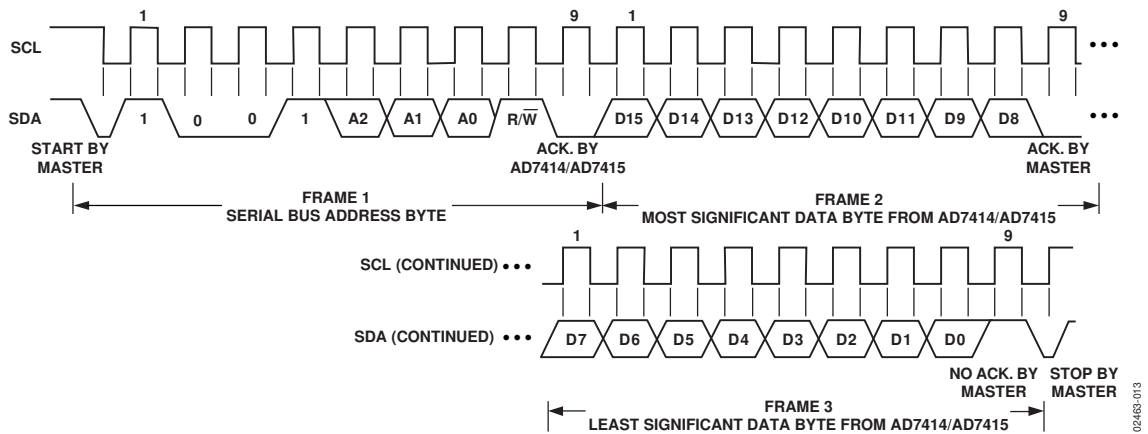 1 9 1 9
SCL
SDA 1 0 0 1 A2 A1 A0 R/W̅ D15 D14 D13 D12 D10 D11 D9 D8
START BY MASTER
ACK. BY AD7414/AD7415
ACK. BY MASTER
FRAME 1
SERIAL BUS ADDRESS BYTE
FRAME 2
MOST SIGNIFICANT DATA BYTE FROM AD7414/AD7415
1 9
SCL (CONTINUED)
SDA (CONTINUED) D7 D6 D5 D4 D3 D2 D1 D0
NO ACK. BY MASTER
STOP BY MASTER
FRAME 3
LEAST SIGNIFICANT DATA BYTE FROM AD7414/AD7415
02463-013